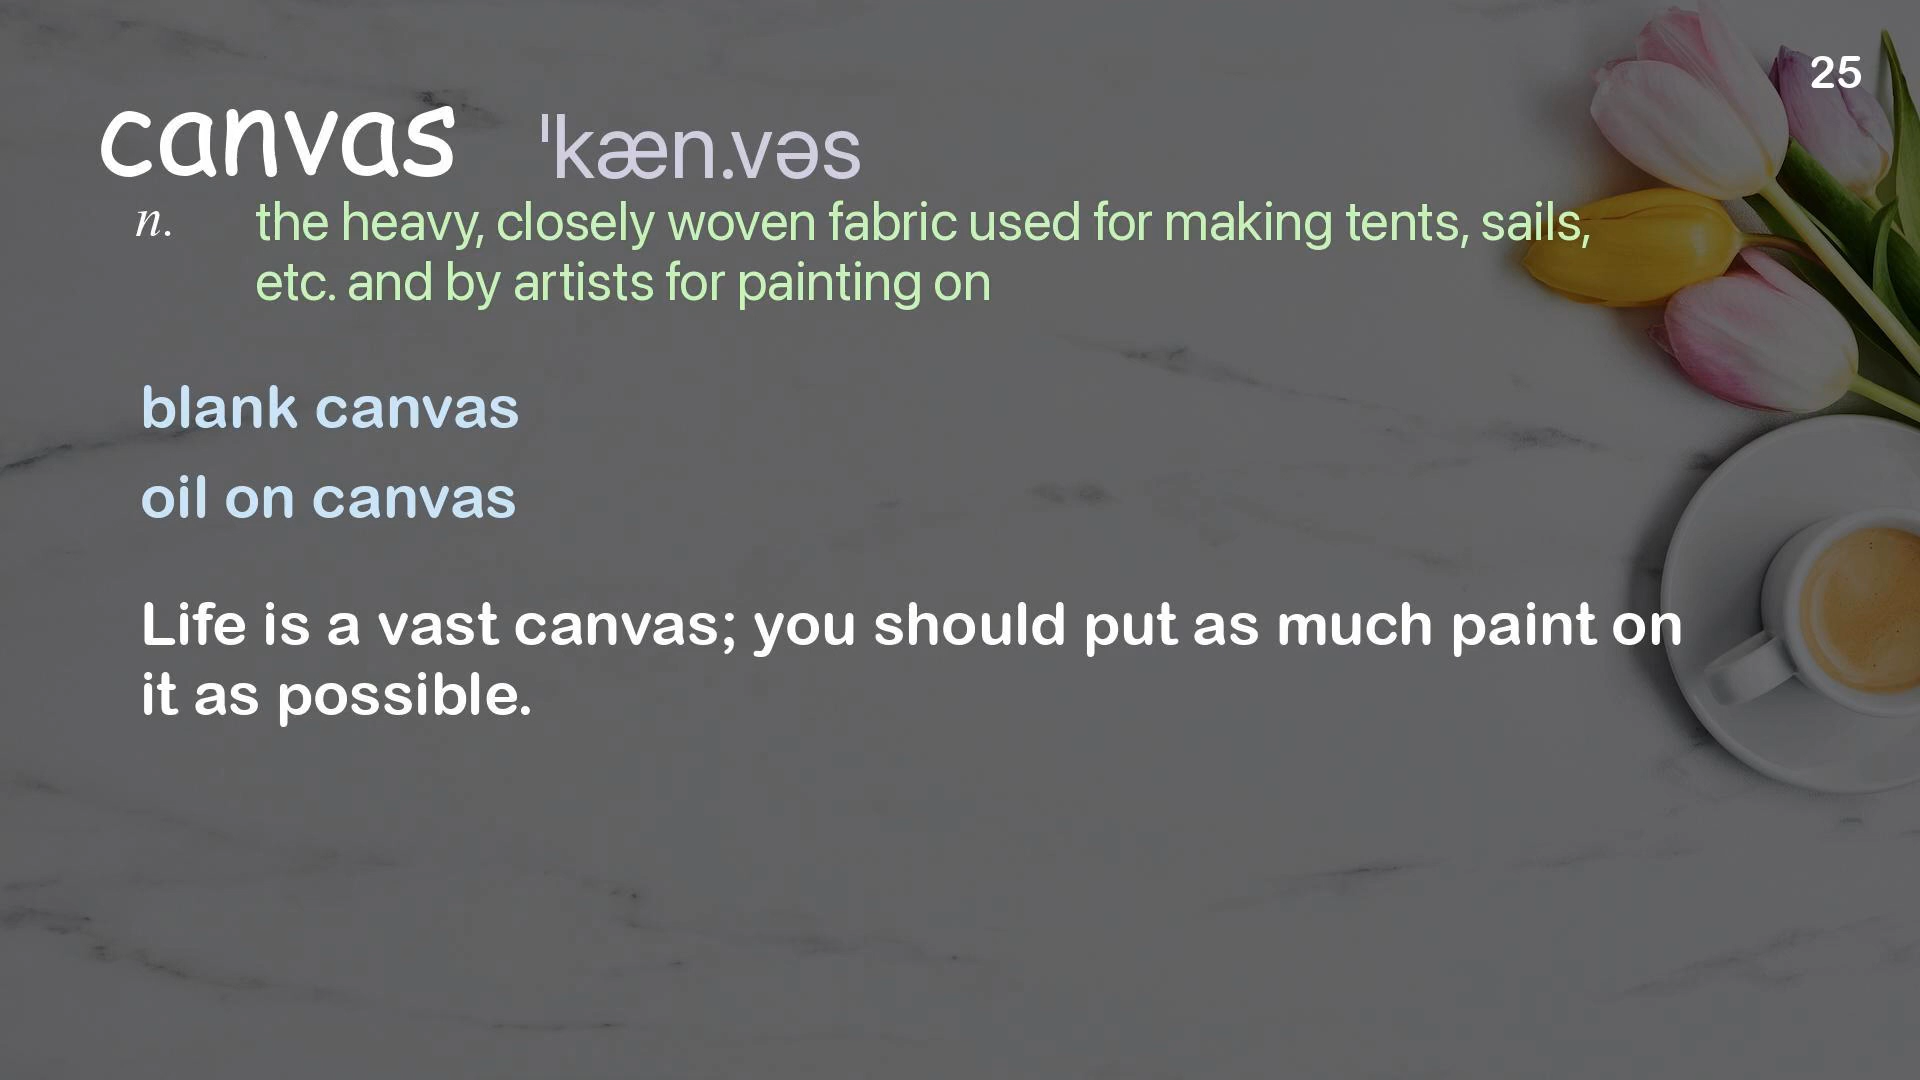 25
canvas ˈkæn.vəs
n. the heavy, closely woven fabric used for making tents, sails,
etc. and by artists for painting on
blank canvas
oil on canvas
Life is a vast canvas; you should put as much paint on
it as possible.